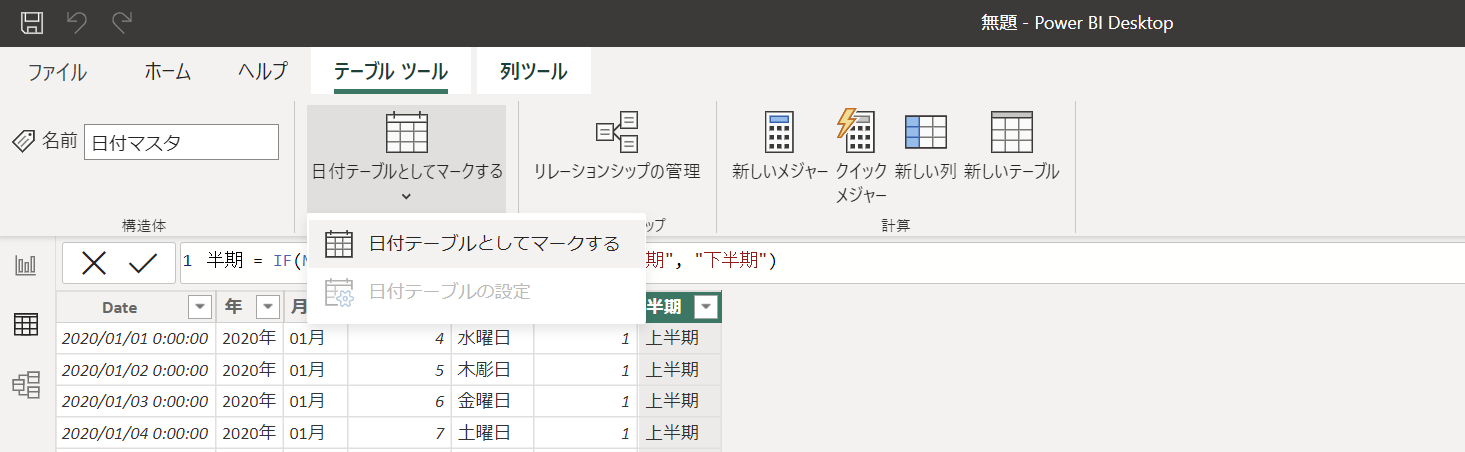 無題 - Power BI Desktop
ファイル ホーム ヘルプ テーブル ツール 列ツール
名前 日付マスタ
日付テーブルとしてマークする
リレーションシップの管理
新しいメジャー クイック メジャー 新しい列 新しいテーブル
構造体 ップ 計算
日付テーブルとしてマークする
日付テーブルの設定
1 半期 = IF( 期", "下半期")
Date 年 月 半期
2020/01/01 0:00:00 2020年 01月 4 水曜日 1 上半期
2020/01/02 0:00:00 2020年 01月 5 木彫日 1 上半期
2020/01/03 0:00:00 2020年 01月 6 金曜日 1 上半期
2020/01/04 0:00:00 2020年 01月 7 土曜日 1 上半期